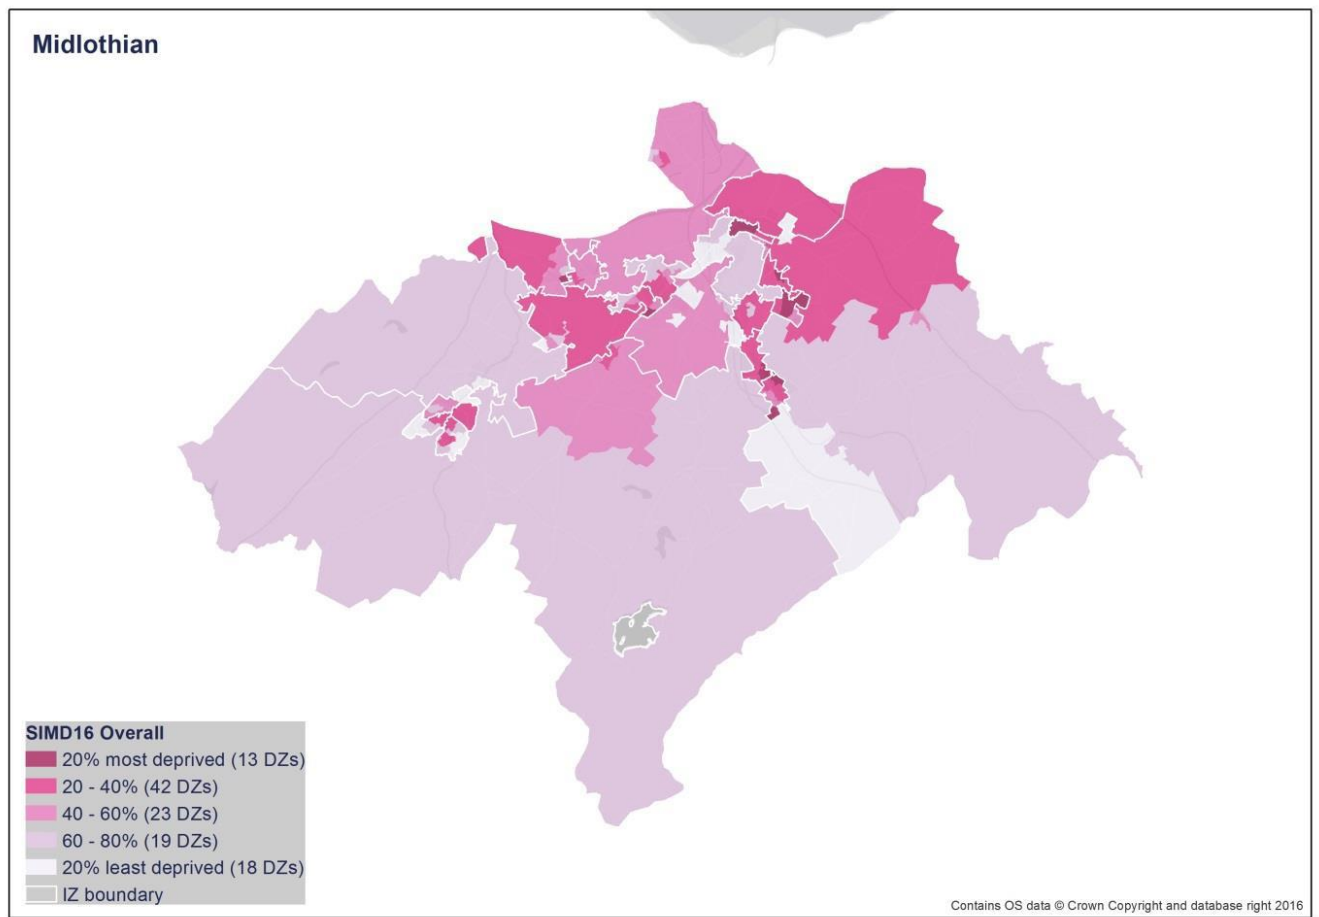 Midlothian
SIMD16 Overall
20% most deprived (13 DZs)
20 - 40% (42 DZs)
40 - 60% (23 DZs)
60 - 80% (19 DZs)
20% least deprived (18 DZs)
IZ boundary
Contains OS data © Crown Copyright and database right 2016